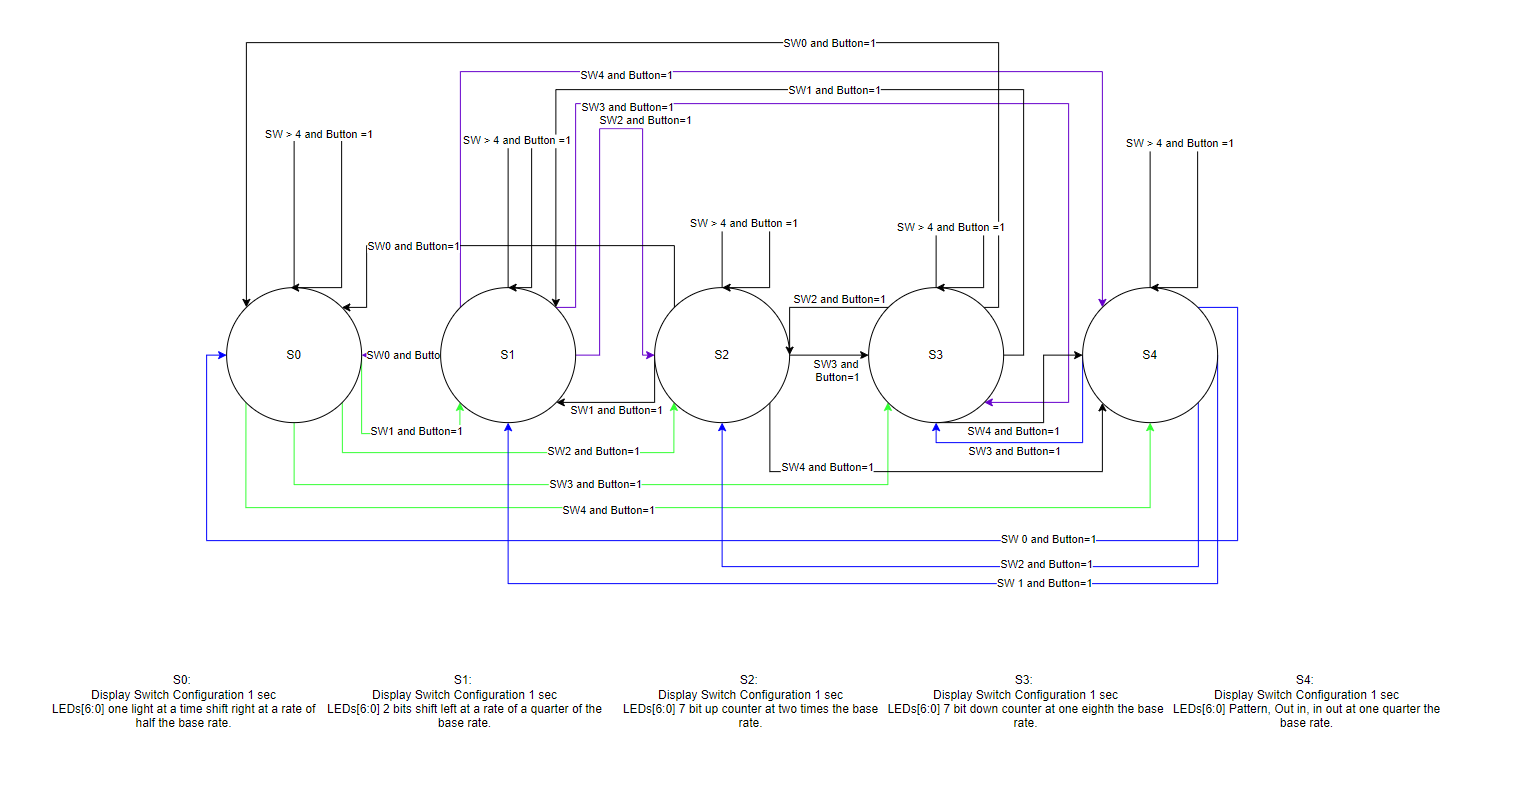 SW0 and Button=1
SW4 and Button=1
SW1 and Button=1
SW3 and Button=1
SW2 and Button=1
SW > 4 and Button =1
SW > 4 and Button =1
SW > 4 and Button =1
SW > 4 and Button =1
SW > 4 and Button =1
SW0 and Button=1
SW2 and Button=1
S0
SW0 and Butto
S1
S2
SW3 and
Button=1
S3
S4
SW1 and Button=1
SW1 and Button=1
SW4 and Button=1
SW2 and Button=1
SW3 and Button=1
SW4 and Button=1
SW3 and Button=1
SW4 and Button=1
SW 0 and Button=1
SW2 and Button=1
SW 1 and Button=1
S0:
Display Switch Configuration 1 sec
LEDs[6:0] one light at a time shift right at a rate of
half the base rate.
S1:
Display Switch Configuration 1 sec
LEDs[6:0] 2 bits shift left at a rate of a quarter of the
base rate.
S2:
Display Switch Configuration 1 sec
LEDs[6:0] 7 bit up counter at two times the base
rate.
S3:
Display Switch Configuration 1 sec
LEDs[6:0] 7 bit down counter at one eighth the base
rate.
S4:
Display Switch Configuration 1 sec
LEDs[6:0] Pattern, Out in, in out at one quarter the
base rate.